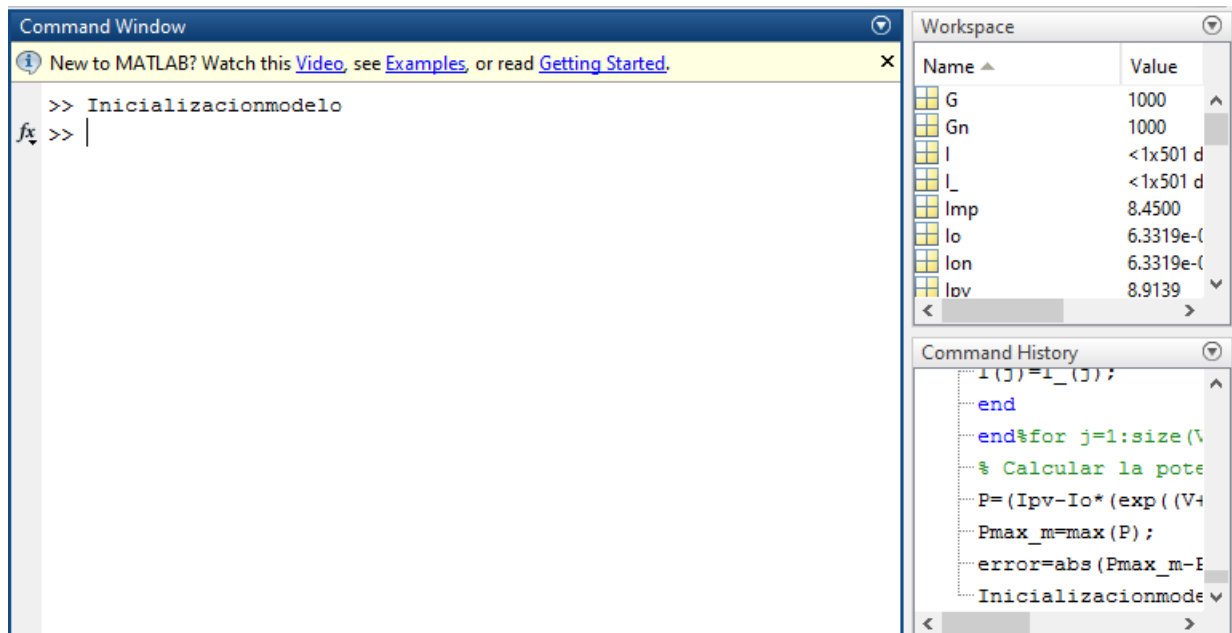 Command Window
New to MATLAB? Watch this Video, see Examples, or read Getting Started.
>> Inicializacionmodelo
fx >>
Workspace
Name Value
G 1000
Gn 1000
I <1x501 d
I_ <1x501 d
Imp 8.4500
Io 6.3319e-(
Ion 6.3319e-(
Ipv 8.9139
Command History
I(j)=I_(j);
end
end%for j=1:size(V
% Calcular la pote
P=(Ipv-Io*(exp((V+
Pmax_m=max(P);
error=abs(Pmax_m-P
Inicializacionmode